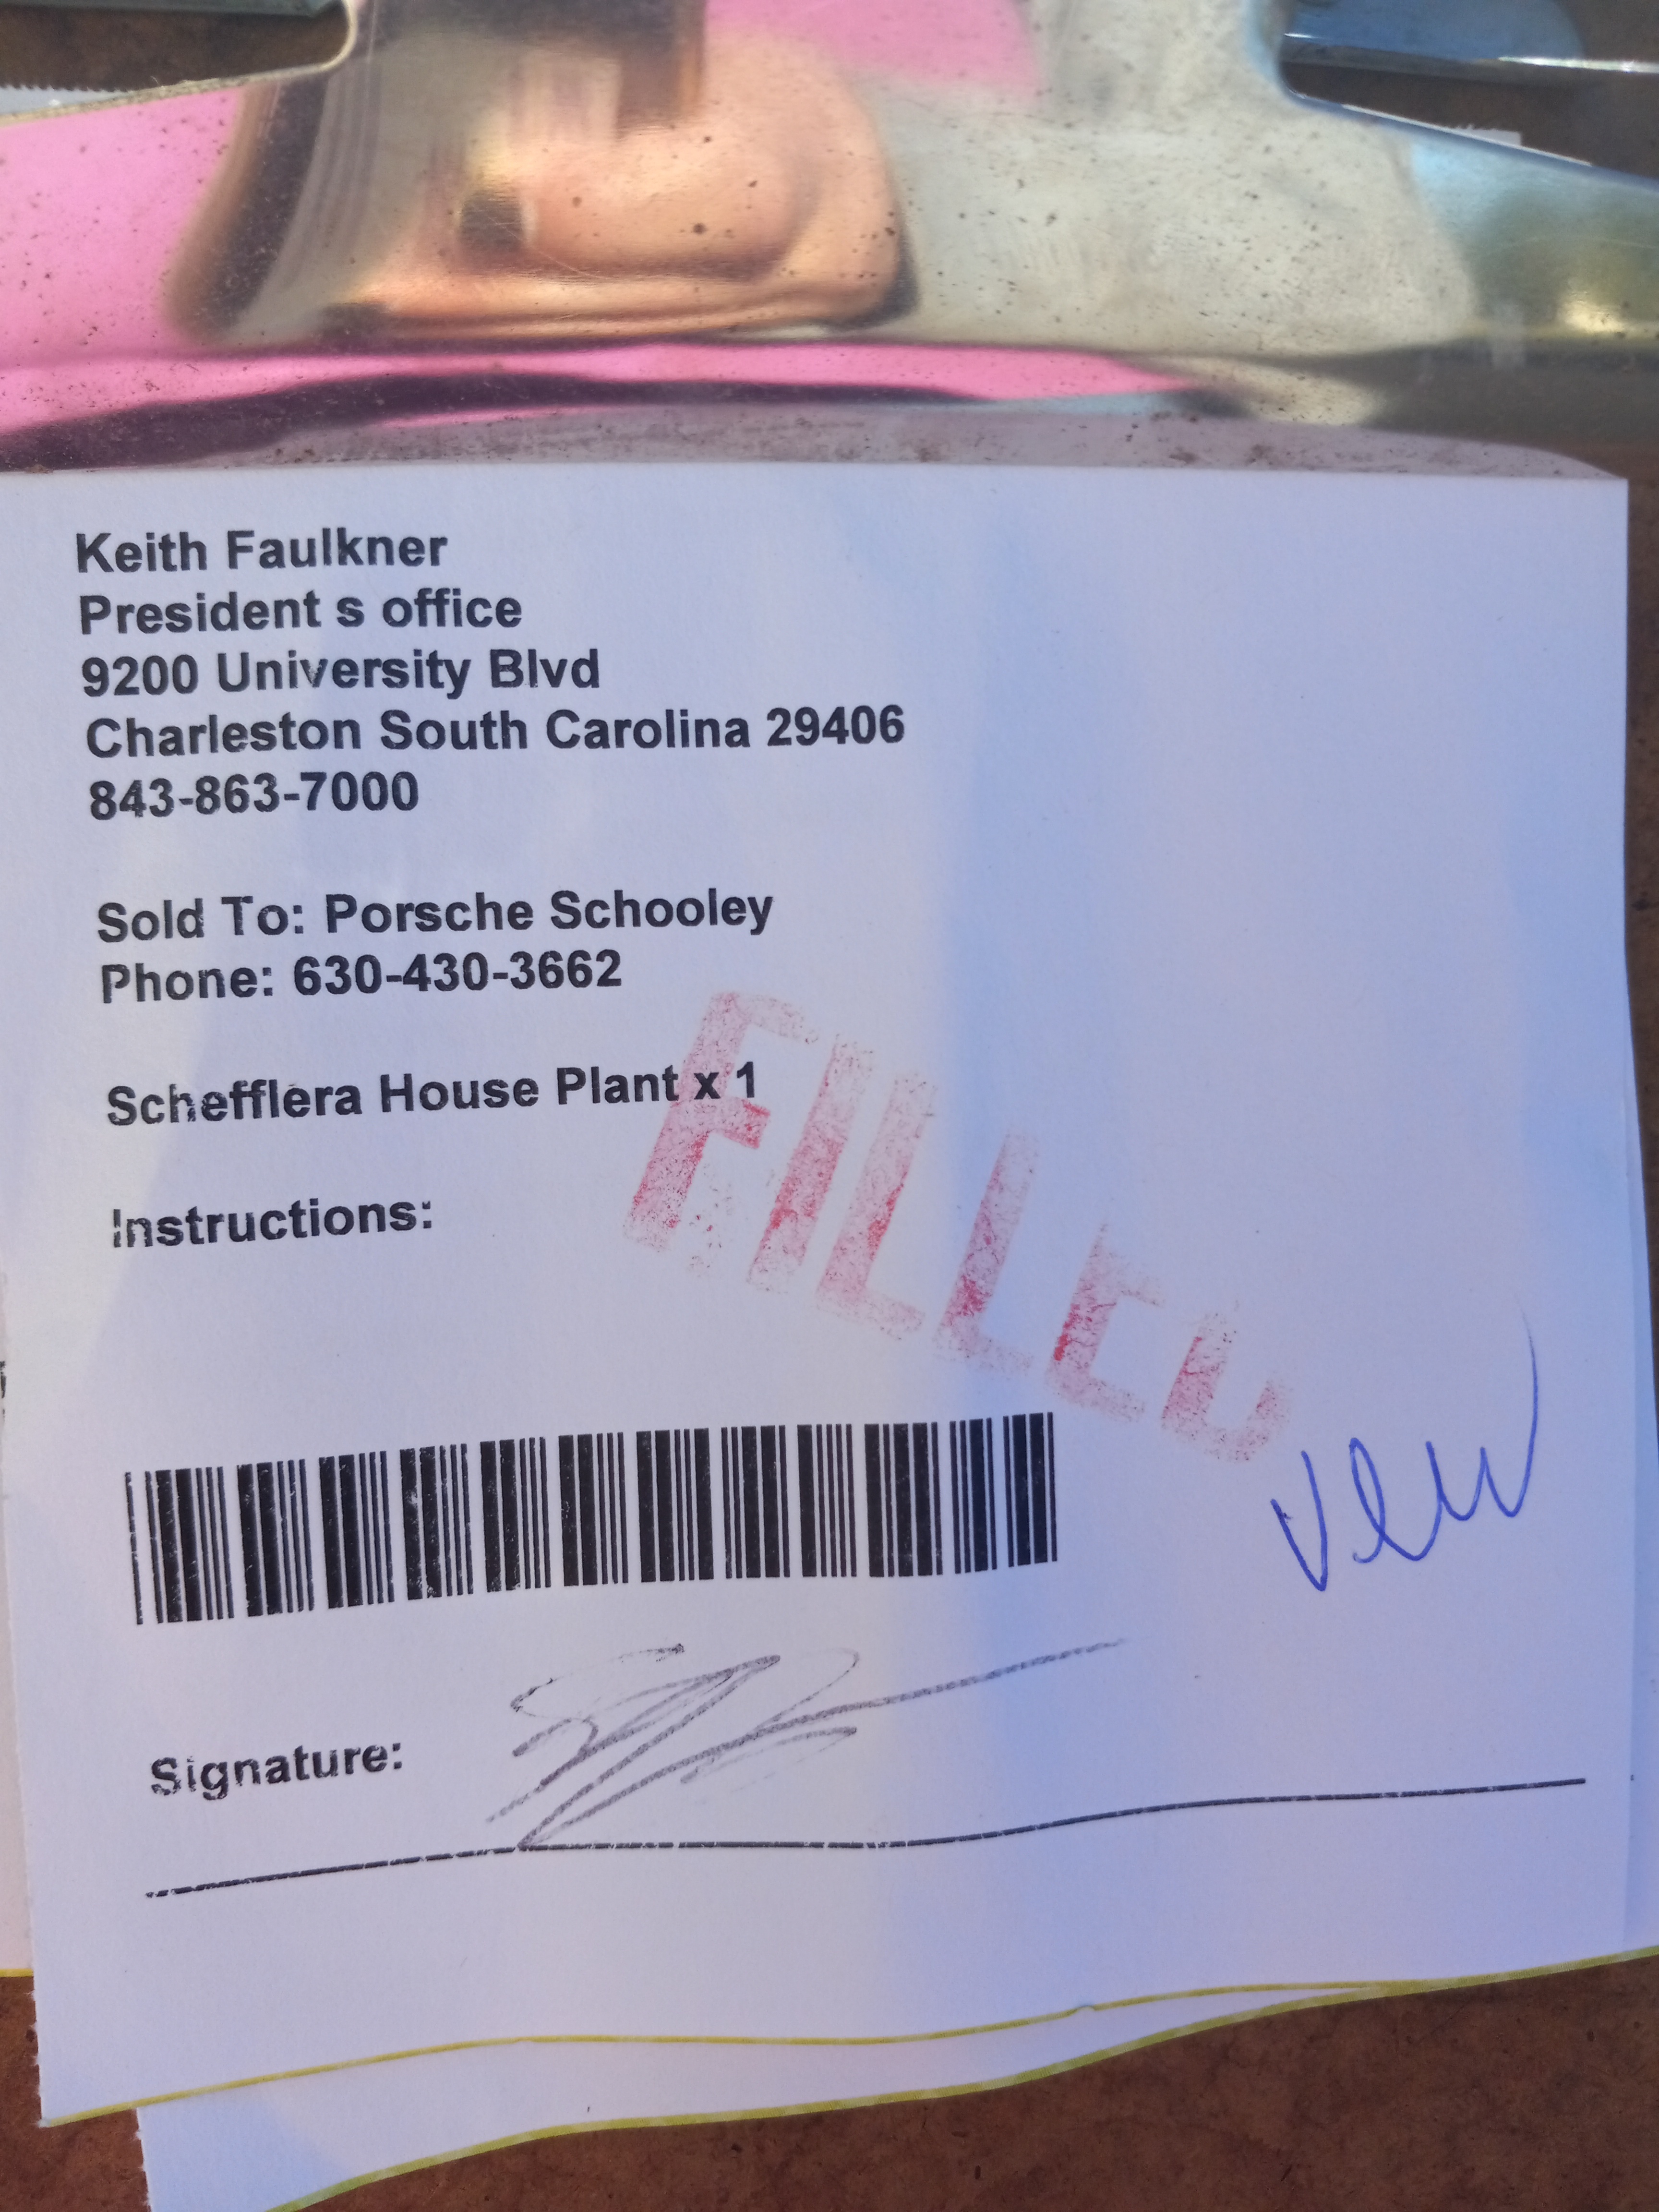 Keith Faulkner
President s office
9200 University Blvd
Charleston South Carolina 29406
843-863-7000
Sold To: Porsche Schooley
Phone: 630-430-3662
Schefflera House Plant x 1
FILLED
Instructions:
Signature: